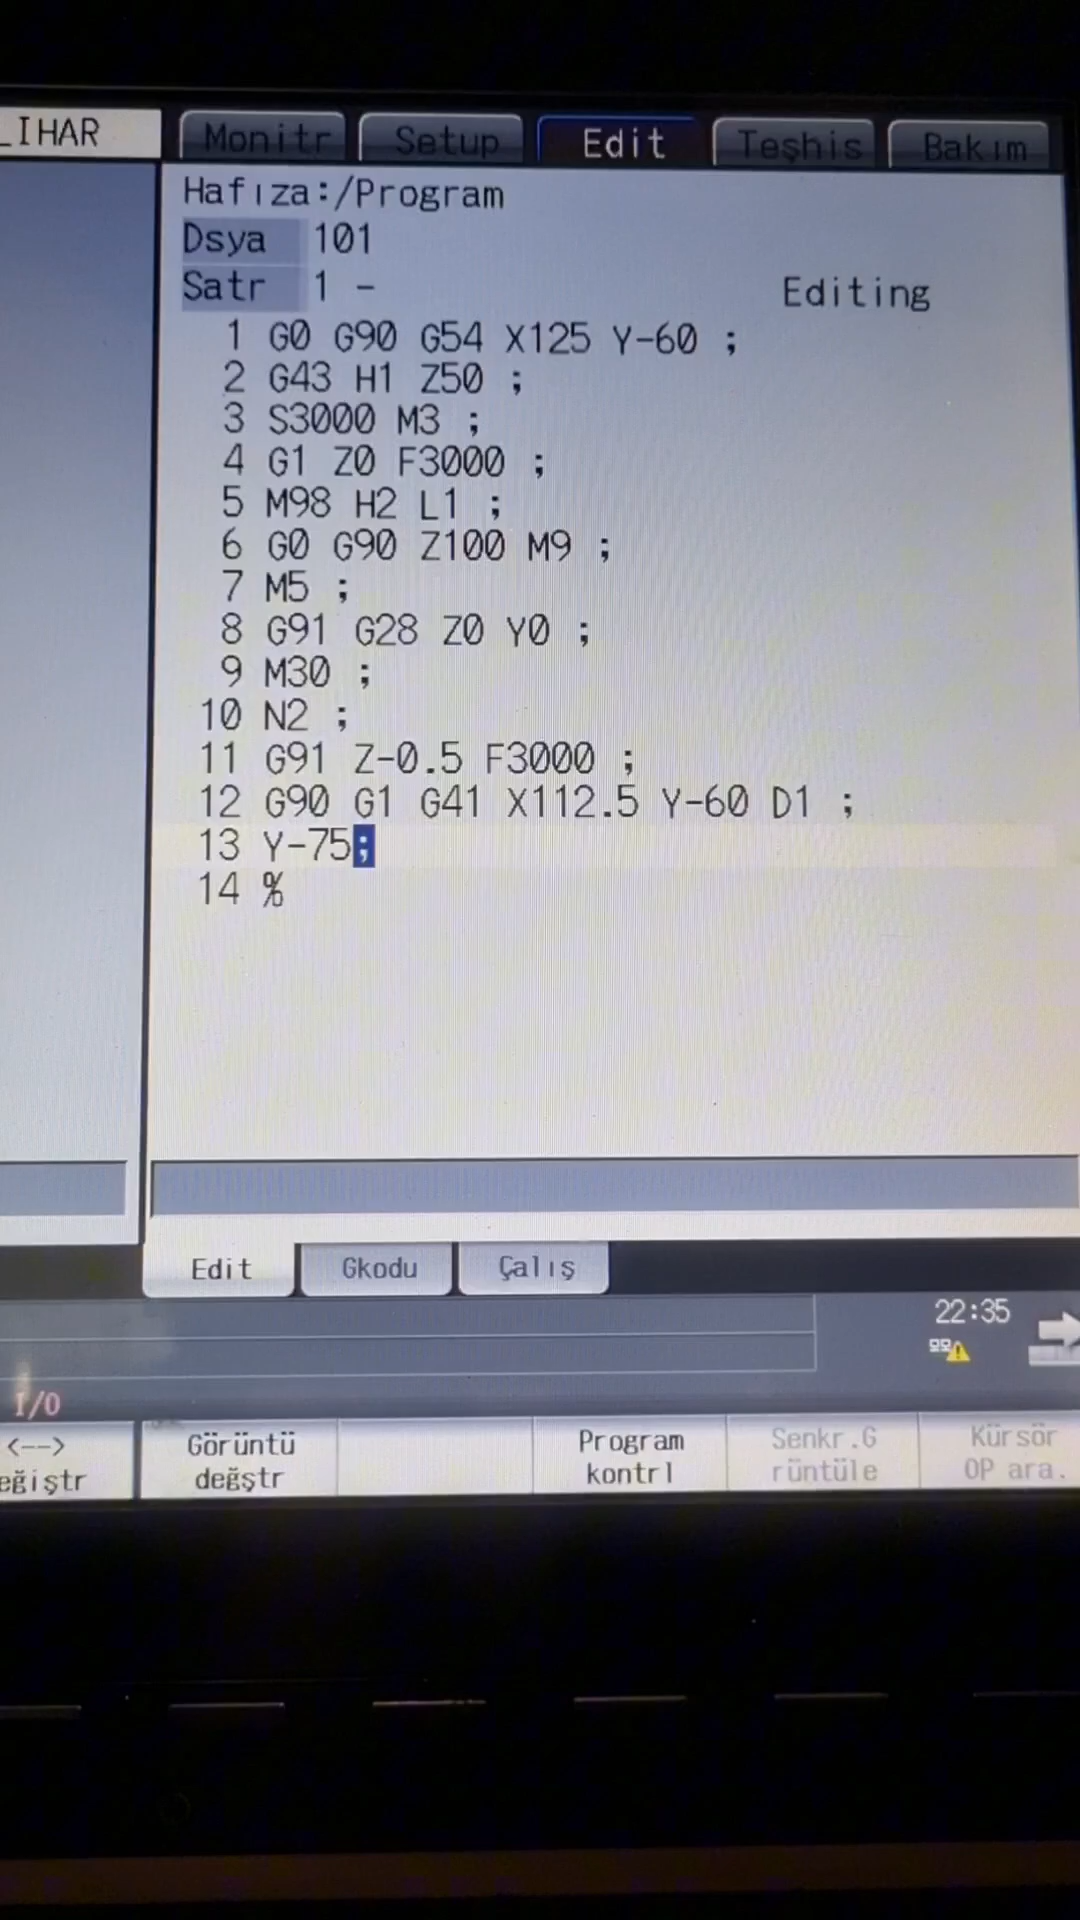 _IHAR
Monitr Setup Edit Teşhis Bakım
Hafıza:/Program
Dsya 101
Satr 1 -
Editing
1 G0 G90 G54 X125 Y-60 ;
2 G43 H1 Z50 ;
3 S3000 M3 ;
4 G1 Z0 F3000 ;
5 M98 H2 L1 ;
6 G0 G90 Z100 M9 ;
7 M5 ;
8 G91 G28 Z0 Y0 ;
9 M30 ;
10 N2 ;
11 G91 Z-0.5 F3000 ;
12 G90 G1 G41 X112.5 Y-60 D1 ;
13 Y-75;
14 %
Edit Gkodu Çalış
22:35
I/O
<-->
eğiştr
Görüntü
değştr
Program
kontrl
Senkr.G
rüntüle
Kürsör
OP ara.